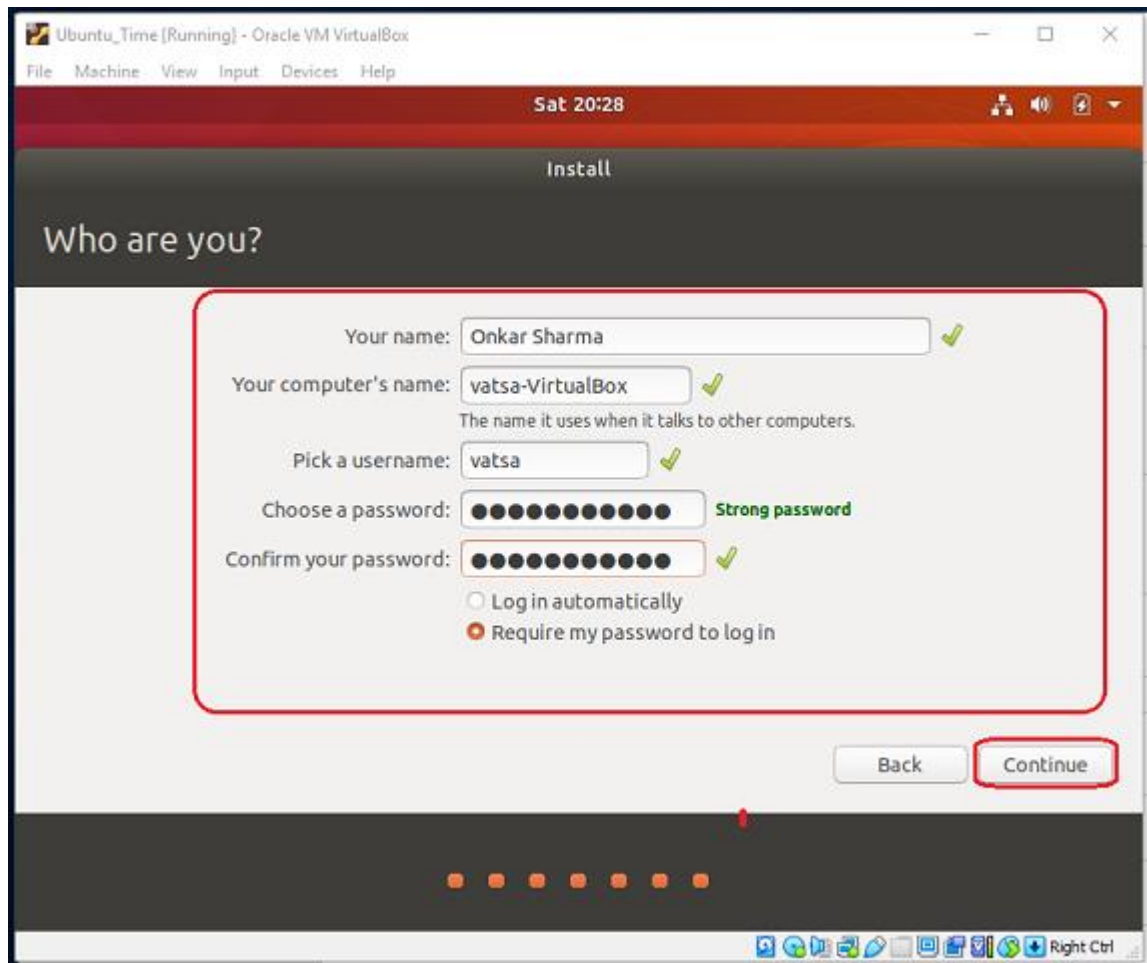 Ubuntu_Time [Running] - Oracle VM VirtualBox
File Machine View Input Devices Help
Sat 20:28
Install
Who are you?
Your name: Onkar Sharma
Your computer's name: vatsa-VirtualBox
The name it uses when it talks to other computers.
Pick a username: vatsa
Choose a password: ●●●●●●●●●●● Strong password
Confirm your password: ●●●●●●●●●●●
Log in automatically
Require my password to log in
Back Continue
Right Ctrl